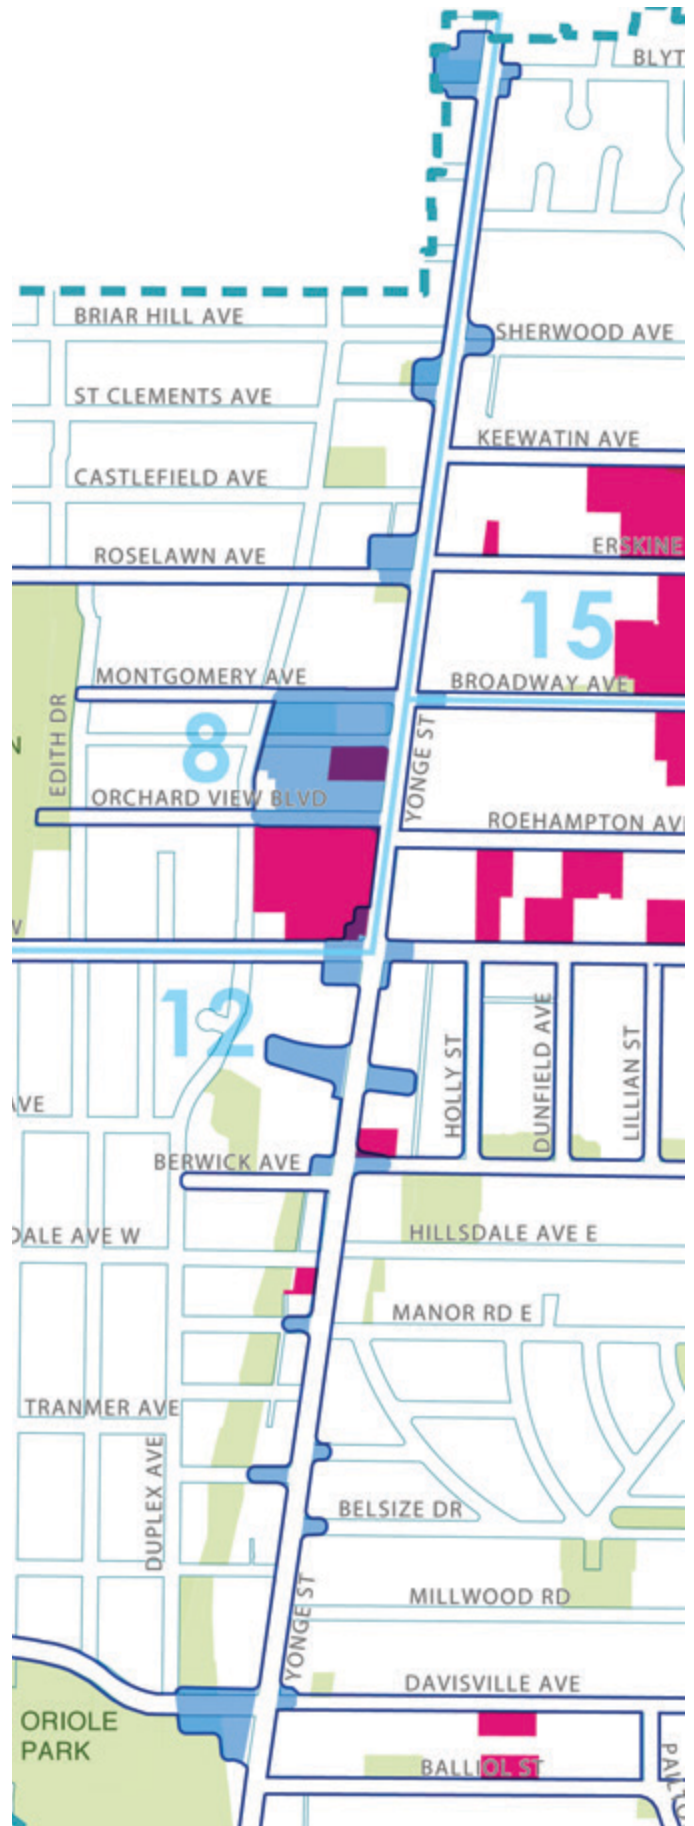 BLYT
BRIAR HILL AVE
SHERWOOD AVE
ST CLEMENTS AVE
KEEWATIN AVE
CASTLEFIELD AVE
ERSKINE
ROSELAWN AVE
15
MONTGOMERY AVE
BROADWAY AVE
EDITH DR
N
8
YONGE ST
ORCHARD VIEW BLVD
ROEHAMPTON AV
W
12
HOLLY ST
DUNFIELD AVE
LILLIAN ST
AVE
BERWICK AVE
DALE AVE W
HILLSDALE AVE E
MANOR RD E
TRANMER AVE
DUPLEX AVE
BELSIZE DR
MILLWOOD RD
YONGE ST
DAVISVILLE AVE
ORIOLE
PARK
BALLIOL ST